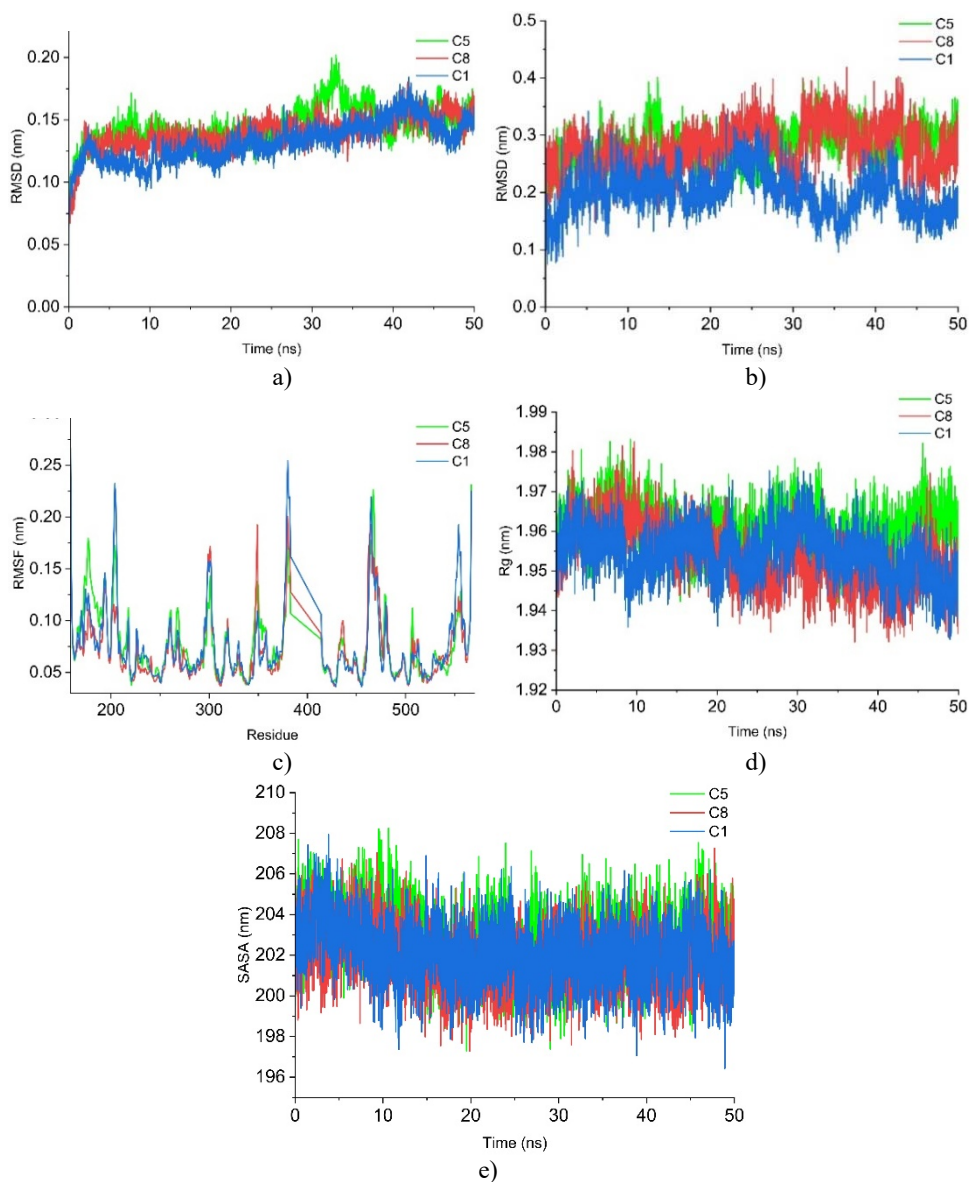 C5
C8
C1
0.20
0.15
0.10
0.05
0.00
RMSD (nm)
0 10 20 30 40 50
Time (ns)
a)
C5
C8
C1
0.5
0.4
0.3
0.2
0.1
0.0
RMSD (nm)
0 10 20 30 40 50
Time (ns)
b)
C5
C8
C1
0.25
0.20
0.15
0.10
0.05
RMSF (nm)
200 300 400 500
Residue
c)
C5
C8
C1
1.99
1.98
1.97
1.96
1.95
1.94
1.93
1.92
Rg (nm)
0 10 20 30 40 50
Time (ns)
d)
C5
C8
C1
210
208
206
204
202
200
198
196
SASA (nm)
0 10 20 30 40 50
Time (ns)
e)